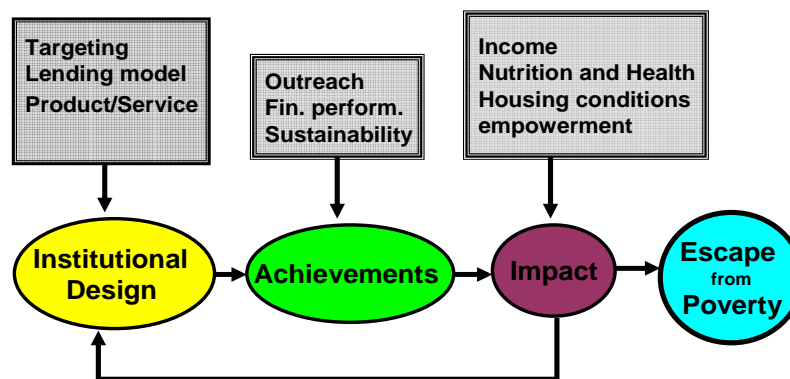 Targeting
Lending model
Product/Service
Outreach
Fin. perform.
Sustainability
Income
Nutrition and Health
Housing conditions
empowerment
Institutional
Design
Achievements
Impact
Escape
from
Poverty